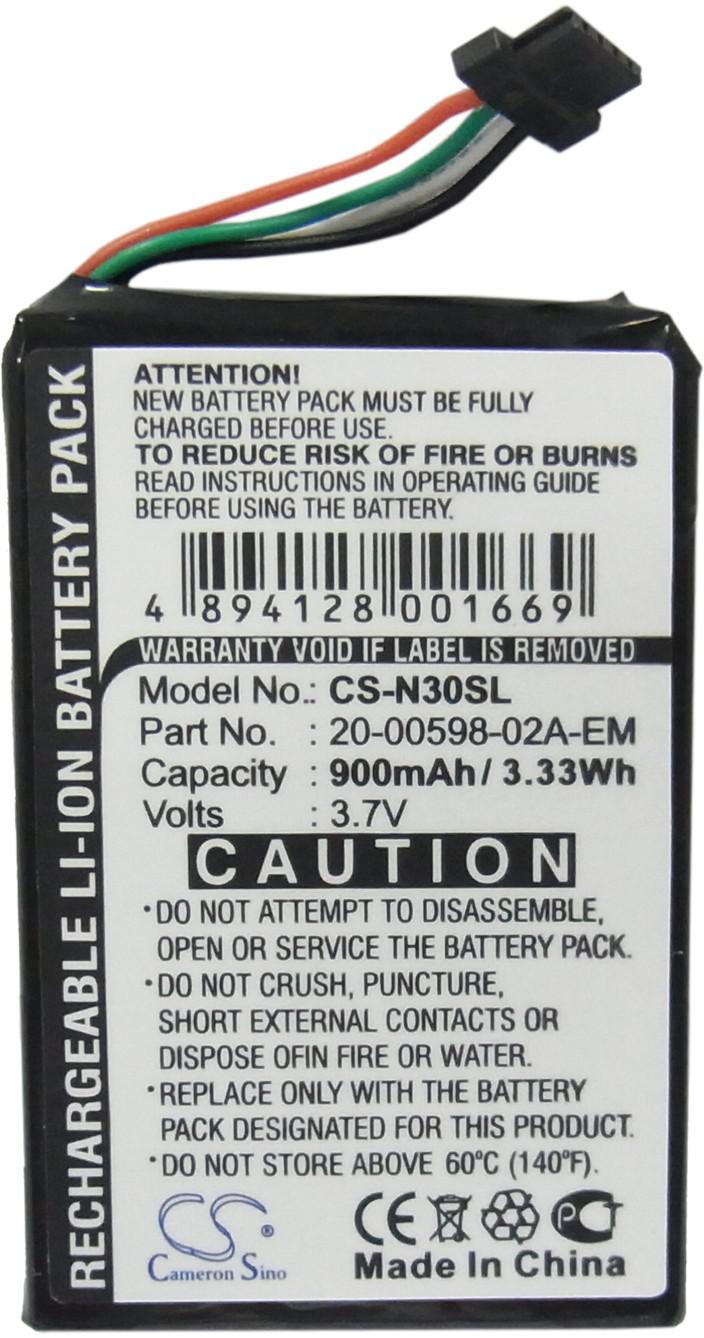 RECHARGEABLE LI-ION BATTERY PACK
ATTENTION!
NEW BATTERY PACK MUST BE FULLY
CHARGED BEFORE USE.
TO REDUCE RISK OF FIRE OR BURNS
READ INSTRUCTIONS IN OPERATING GUIDE
BEFORE USING THE BATTERY.
4 894128 001669
WARRANTY VOID IF LABEL IS REMOVED
Model No.: CS-N30SL
Part No. : 20-00598-02A-EM
Capacity : 900mAh/ 3.33Wh
Volts : 3.7V
CAUTION
·DO NOT ATTEMPT TO DISASSEMBLE,
OPEN OR SERVICE THE BATTERY PACK.
·DO NOT CRUSH, PUNCTURE,
SHORT EXTERNAL CONTACTS OR
DISPOSE OFIN FIRE OR WATER.
·REPLACE ONLY WITH THE BATTERY
PACK DESIGNATED FOR THIS PRODUCT.
·DO NOT STORE ABOVE 60°C (140°F).
CS ®
Cameron Sino
CE PCT
Made In China